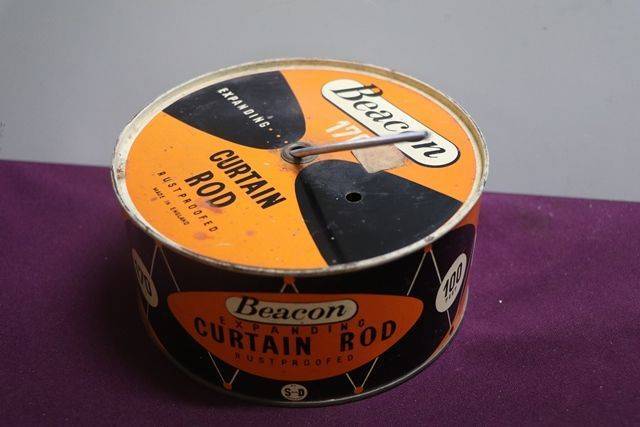 EXPANDING..
Beacon
CURTAIN
ROD
RUSTPROOFED
MADE IN ENGLAND
Beacon
EXPANDING
CURTAIN ROD
RUSTPROOFED
100
S-D